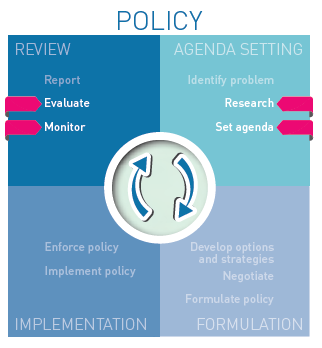 POLICY
REVIEW
Report
Evaluate
Monitor
AGENDA SETTING
Identify problem
Research
Set agenda
Enforce policy
Implement policy
IMPLEMENTATION
Develop options
and strategies
Negotiate
Formulate policy
FORMULATION